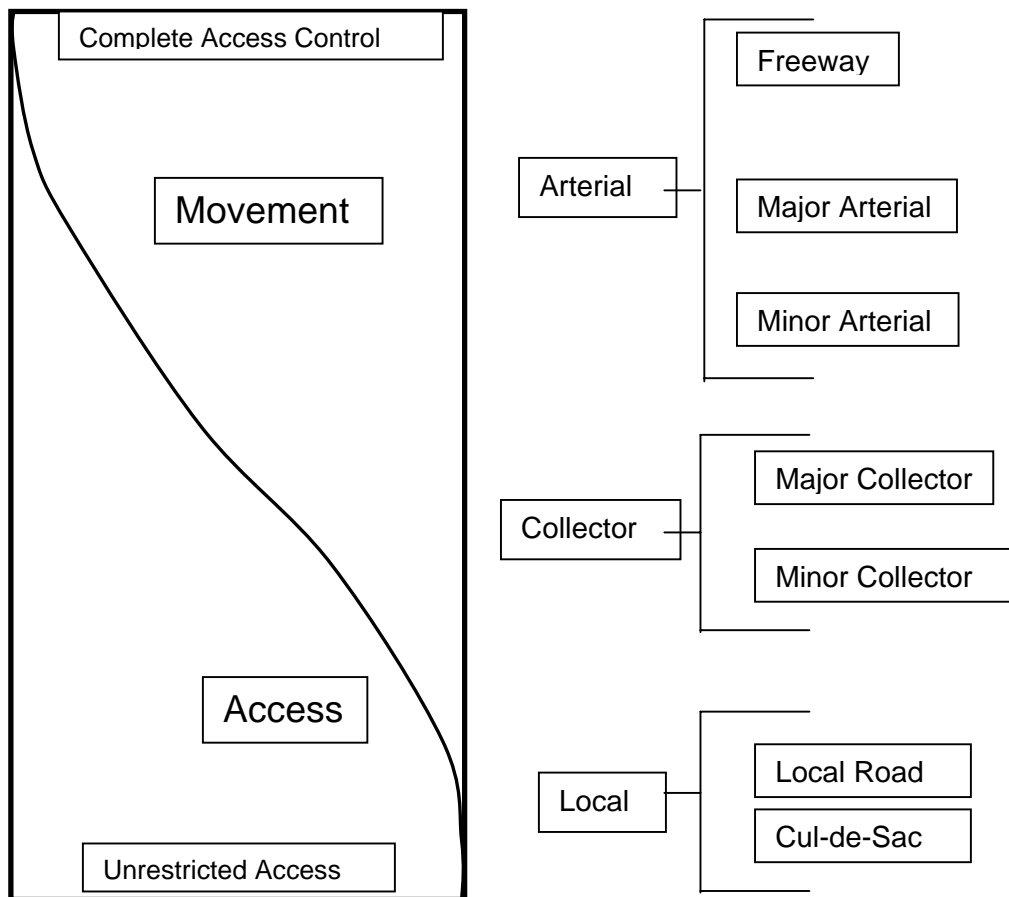 Complete Access Control
Movement
Access
Unrestricted Access
Arterial
Freeway
Major Arterial
Minor Arterial
Collector
Major Collector
Minor Collector
Local
Local Road
Cul-de-Sac